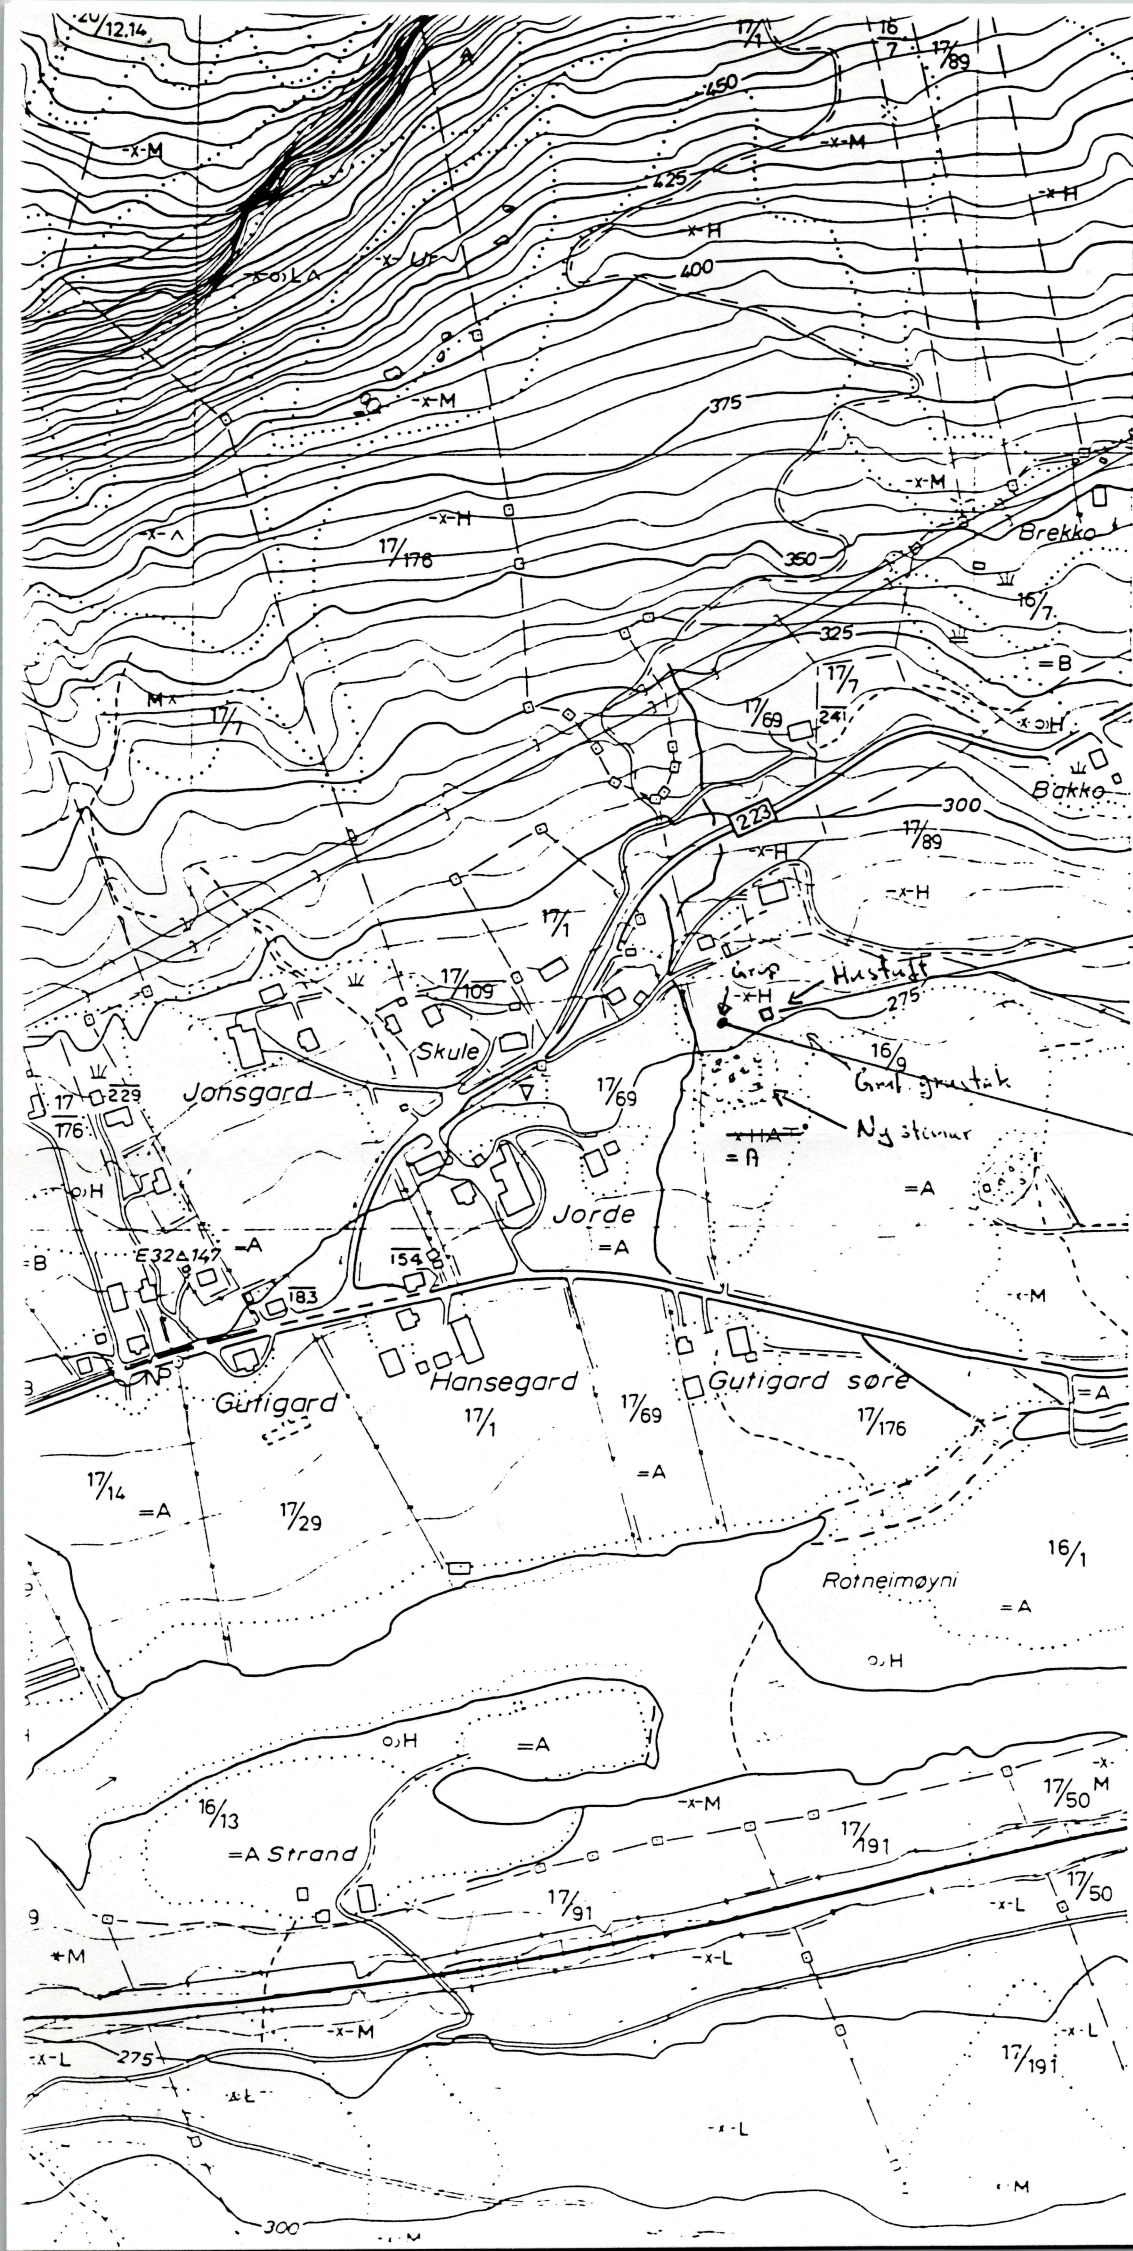 20/12,14
17/1
16/7
17/89
A
450
-x-M
-x-M
425
-x-H
-x-H
-x-o)LA
-x-Ur
400
-x-M
375
-x-M
-x-H
Brekko
17/176
350
16/7
325
=B
M x
17/7
17/7
17/69
241
Bakko
223
300
17/89
-x-H
-x-H
17/1
17/109
Grop
Hustuft
-x-H
275
Skule
16/9
Jonsgard
17/69
17/176
229
Ny steinur
= A
o)H
=A
Jorde
=A
=B
E32△147
=A
154
183
M
NP
Gutigard
Hansegard
Gutigard søre
=A
17/1
17/69
17/176
17/14
=A
=A
17/29
16/1
Rotneimøyni
=A
o)H
o)H
=A
-x-M
-x-M
17/50
16/13
=A Strand
17/191
17/50
17/91
9
-x-L
M
-x-L
-x-M
-x-L
-x-L
275
17/191
-x-L
M
300
M